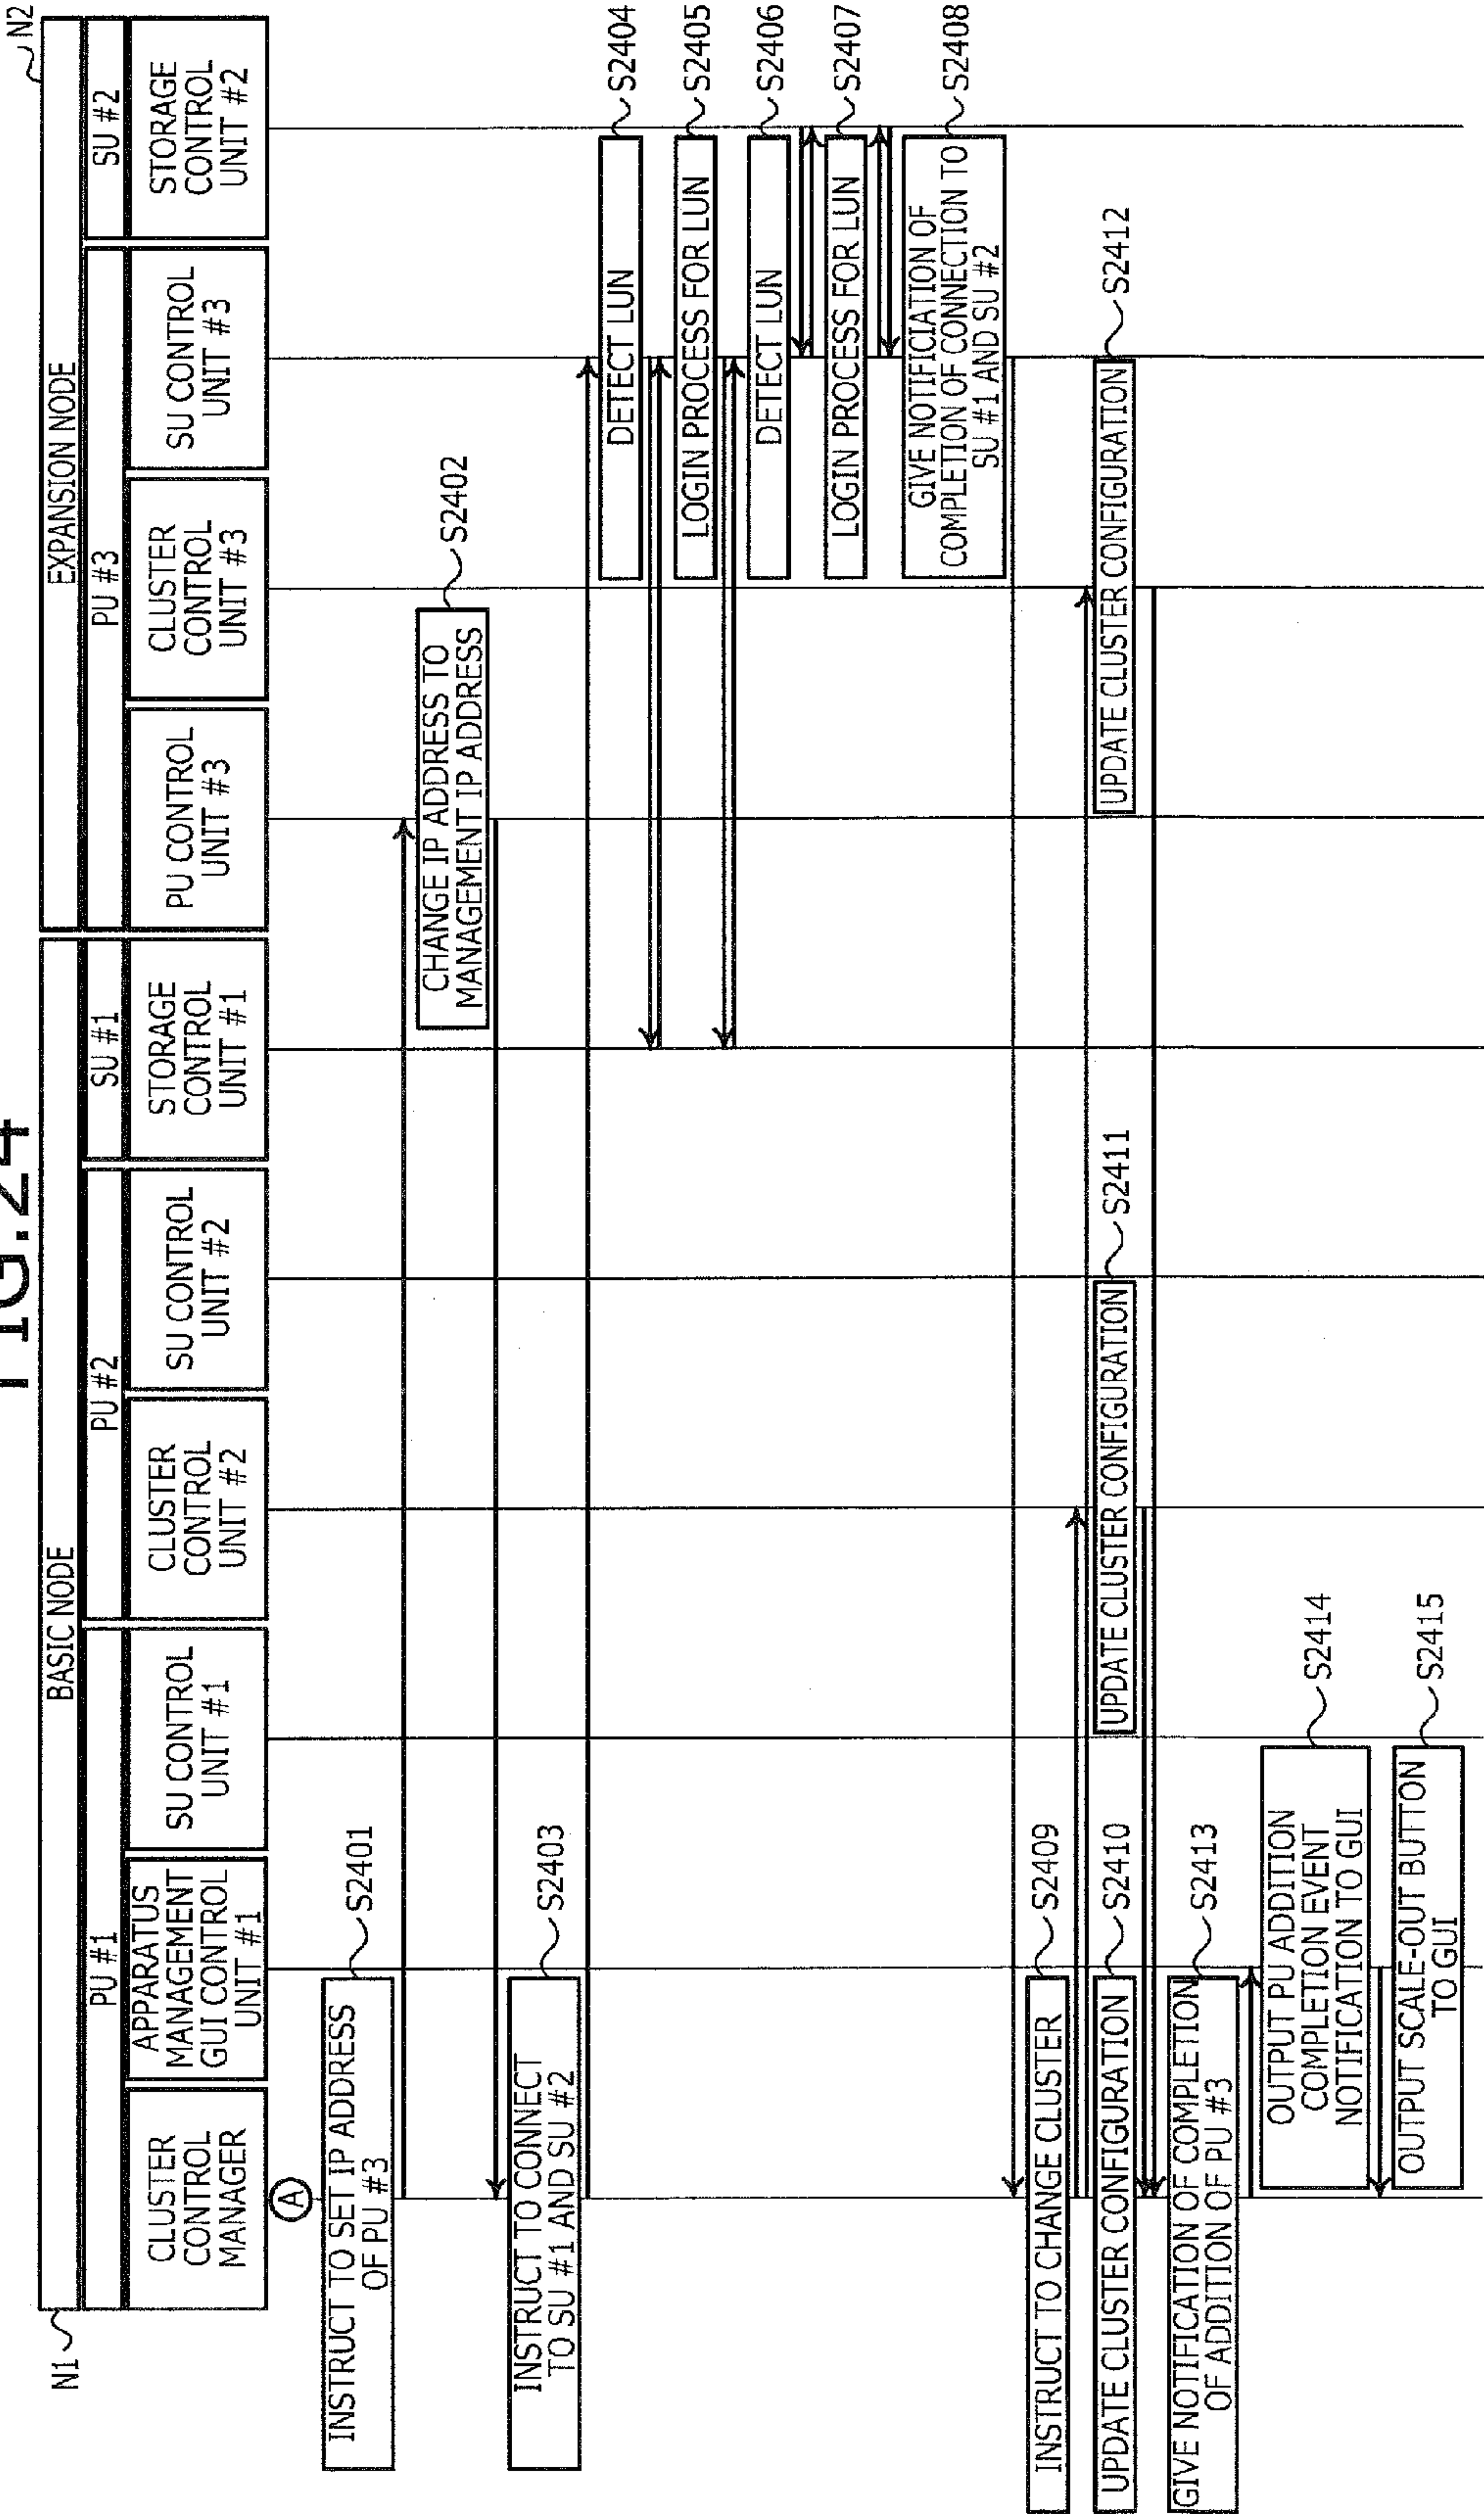 FIG. 24
N1
N2
BASIC NODE
EXPANSION NODE
PU #1
PU #2
SU #1
PU #3
SU #2
CLUSTER
CONTROL
MANAGER
APPARATUS
MANAGEMENT
GUI CONTROL
UNIT #1
SU CONTROL
UNIT #1
CLUSTER
CONTROL
UNIT #2
SU CONTROL
UNIT #2
STORAGE
CONTROL
UNIT #1
PU CONTROL
UNIT #3
CLUSTER
CONTROL
UNIT #3
SU CONTROL
UNIT #3
STORAGE
CONTROL
UNIT #2
A
INSTRUCT TO SET IP ADDRESS
OF PU #3
S2401
CHANGE IP ADDRESS TO
MANAGEMENT IP ADDRESS
S2402
INSTRUCT TO CONNECT
TO SU #1 AND SU #2
S2403
DETECT LUN
S2404
LOGIN PROCESS FOR LUN
S2405
DETECT LUN
S2406
LOGIN PROCESS FOR LUN
S2407
GIVE NOTIFICIATION OF
COMPLETION OF CONNECTION TO
SU #1 AND SU #2
S2408
INSTRUCT TO CHANGE CLUSTER
S2409
UPDATE CLUSTER CONFIGURATION
S2410
UPDATE CLUSTER CONFIGURATION
S2411
UPDATE CLUSTER CONFIGURATION
S2412
GIVE NOTIFICATION OF COMPLETION
OF ADDITION OF PU #3
S2413
OUTPUT PU ADDITION
COMPLETION EVENT
NOTIFICATION TO GUI
S2414
OUTPUT SCALE-OUT BUTTON
TO GUI
S2415